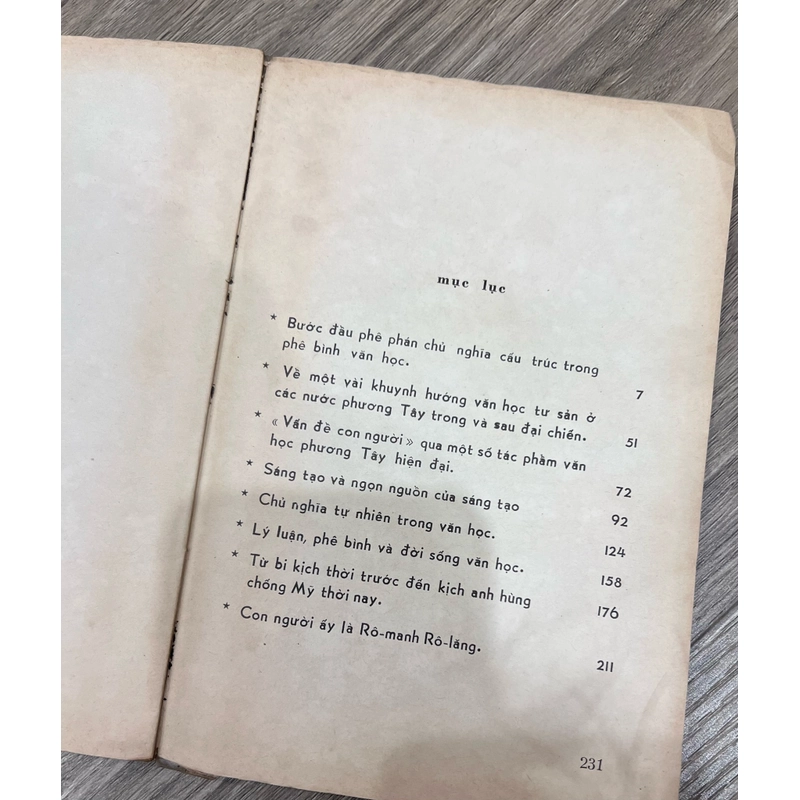 mục lục
* Bước đầu phê phán chủ nghĩa cấu trúc trong
phê bình văn học. 7
* Về một vài khuynh hướng văn học tư sản ở
các nước phương Tây trong và sau đại chiến. 51
* « Vấn đề con người » qua một số tác phầm văn
học phương Tây hiện đại. 72
* Sáng tạo và ngọn nguồn của sáng tạo 92
* Chủ nghĩa tự nhiên trong văn học. 124
* Lý luận, phê bình và đời sống văn học. 158
* Từ bi kịch thời trước đến kịch anh hùng
chống Mỹ thời nay. 176
* Con người ấy là Rô-manh Rô-lăng. 211
231